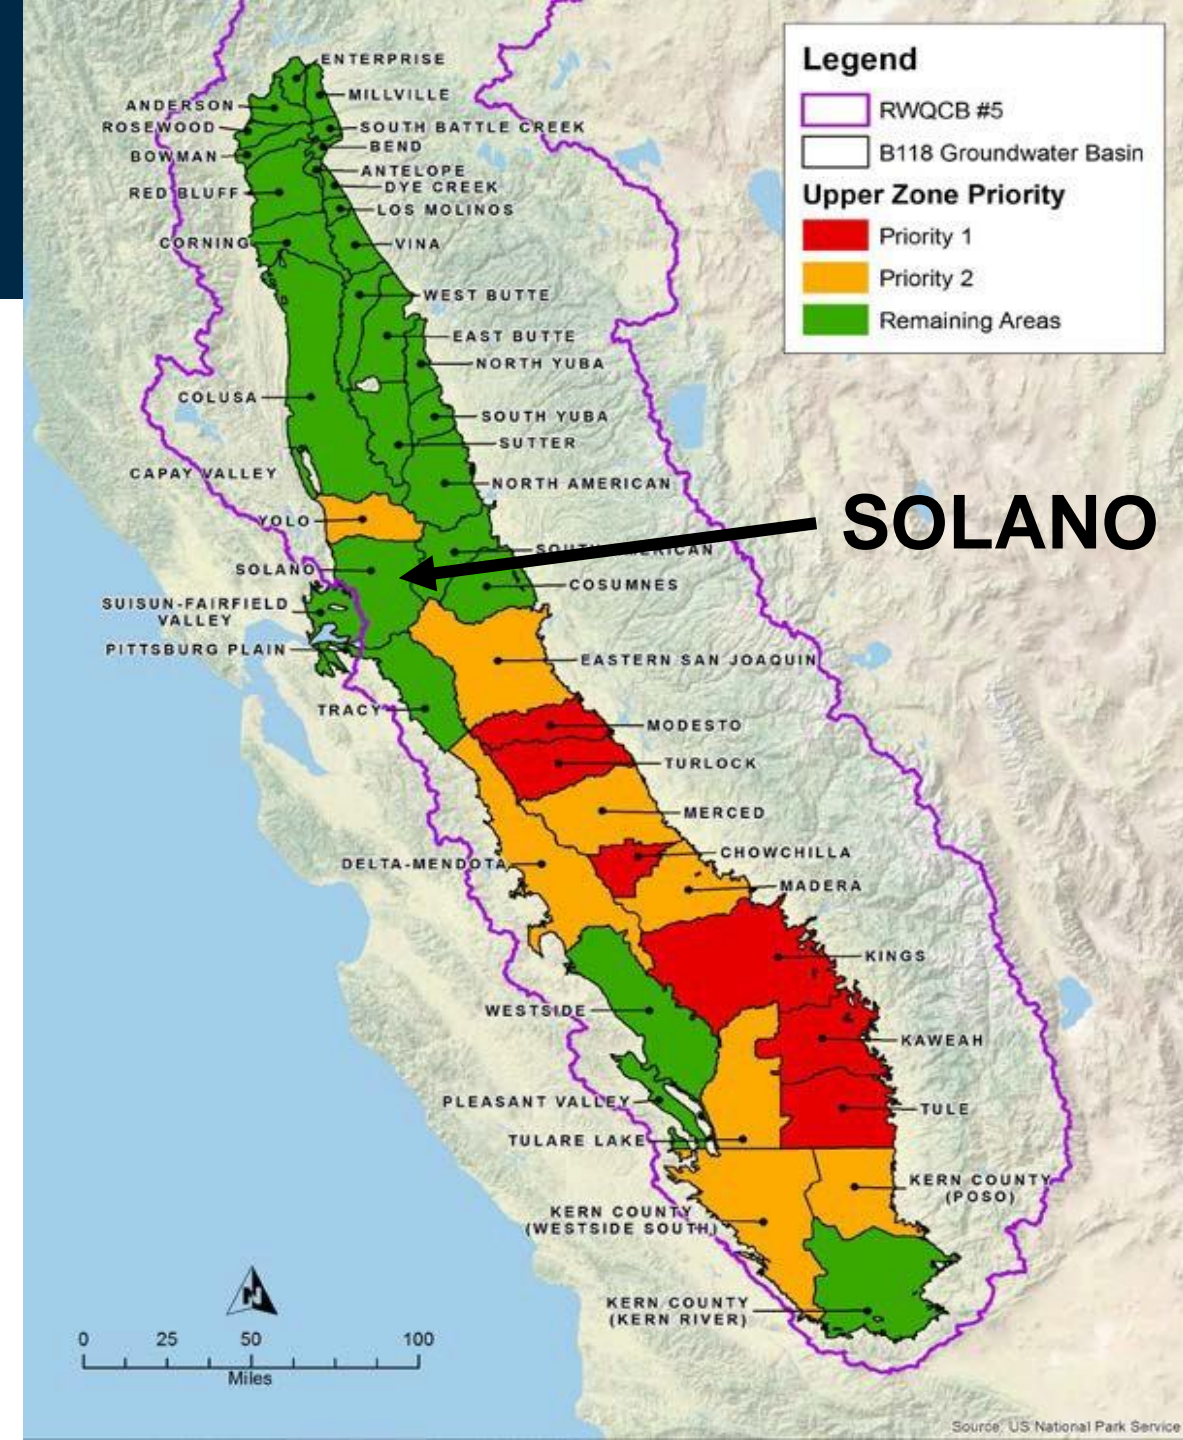 Legend
RWQCB #5
B118 Groundwater Basin
Upper Zone Priority
Priority 1
Priority 2
Remaining Areas
ENTERPRISE
MILLVILLE
ANDERSON
ROSEWOOD
SOUTH BATTLE CREEK
BEND
BOWMAN
ANTELOPE
DYE CREEK
RED BLUFF
LOS MOLINOS
CORNING
VINA
WEST BUTTE
EAST BUTTE
NORTH YUBA
COLUSA
SOUTH YUBA
SUTTER
CAPAY VALLEY
NORTH AMERICAN
YOLO
SOLANO
SOUTH AMERICAN
SOLANO
COSUMNES
SUISUN-FAIRFIELD
VALLEY
PITTSBURG PLAIN
EASTERN SAN JOAQUIN
TRACY
MODESTO
TURLOCK
MERCED
CHOWCHILLA
DELTA-MENDOTA
MADERA
KINGS
WESTSIDE
KAWEAH
PLEASANT VALLEY
TULE
TULARE LAKE
KERN COUNTY
(POSO)
KERN COUNTY
(WESTSIDE SOUTH)
KERN COUNTY
(KERN RIVER)
N
0 25 50 100
Miles
Source: US National Park Service